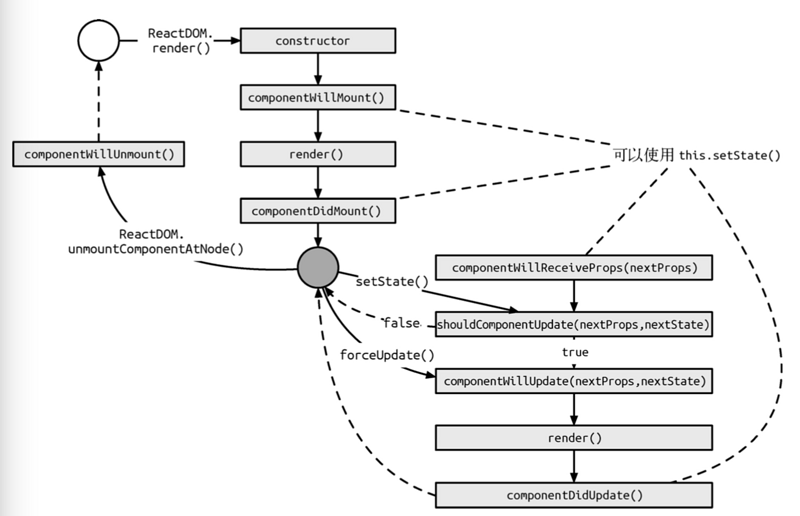 ReactDOM.
render()
constructor
componentWillMount()
componentWillUnmount()
render()
可以使用 this.setState()
componentDidMount()
ReactDOM.
unmountComponentAtNode()
componentWillReceiveProps(nextProps)
setState()
false
shouldComponentUpdate(nextProps,nextState)
forceUpdate()
true
componentWillUpdate(nextProps,nextState)
render()
componentDidUpdate()